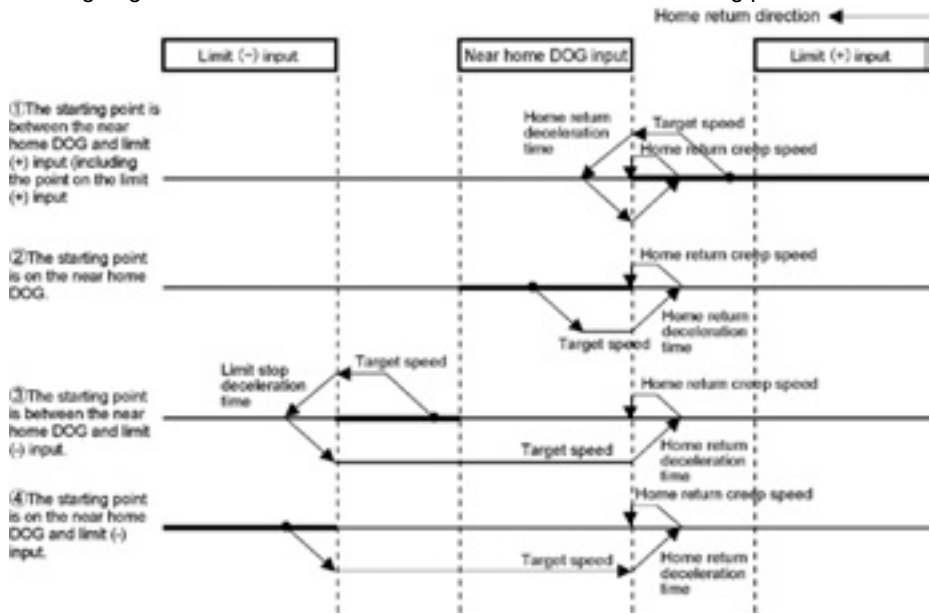 Home return direction
Limit (−) input
Near home DOG input
Limit (+) input
①The starting point is
between the near
home DOG and limit
(+) input (including
the point on the limit
(+) input
Home return
deceleration
time
Target speed
Home return creep speed
②The starting point
is on the near home
DOG.
Home return creep speed
Target speed
Home return
deceleration
time
③The starting point
is between the near
home DOG and limit
(-) input.
Limit stop
deceleration
time
Target speed
Home return creep speed
Target speed
Home return
deceleration
time
④The starting point
is on the near home
DOG and limit (-)
input.
Home return creep speed
Target speed
Home return
deceleration
time